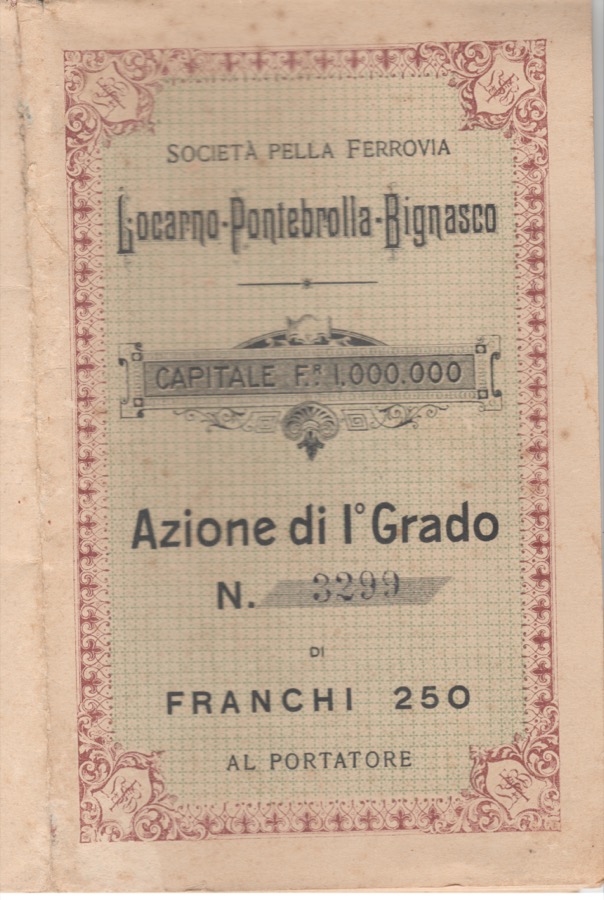 SOCIETÀ PELLA FERROVIA
Locarno-Pontebrolla-Bignasco
CAPITALE F.R 1.000.000
Azione di I° Grado
N. 3299
DI
FRANCHI 250
AL PORTATORE